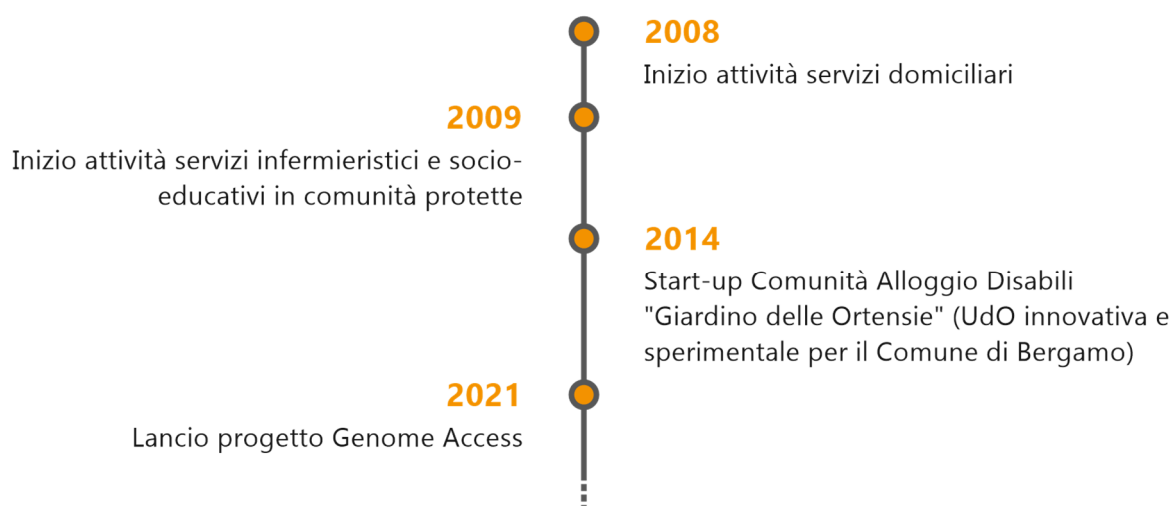 2008
Inizio attività servizi domiciliari
2009
Inizio attività servizi infermieristici e socio-
educativi in comunità protette
2014
Start-up Comunità Alloggio Disabili
"Giardino delle Ortensie" (UdO innovativa e
sperimentale per il Comune di Bergamo)
2021
Lancio progetto Genome Access